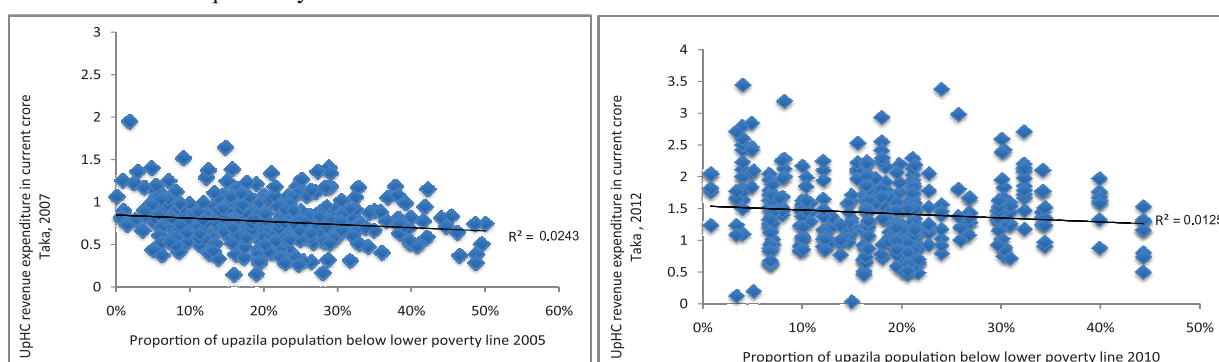 3
2.5
2
1.5
1
0.5
0
0% 10% 20% 30% 40% 50% 60%
UpHC revenue expenditure in current crore
Taka, 2007
R² = 0.0243
Proportion of upazila population below lower poverty line 2005
4
3.5
3
2.5
2
1.5
1
0.5
0
0% 10% 20% 30% 40% 50%
UpHC revenue expenditure in current crore
Taka , 2012
R² = 0.0125
Proportion of upazila population below lower poverty line 2010